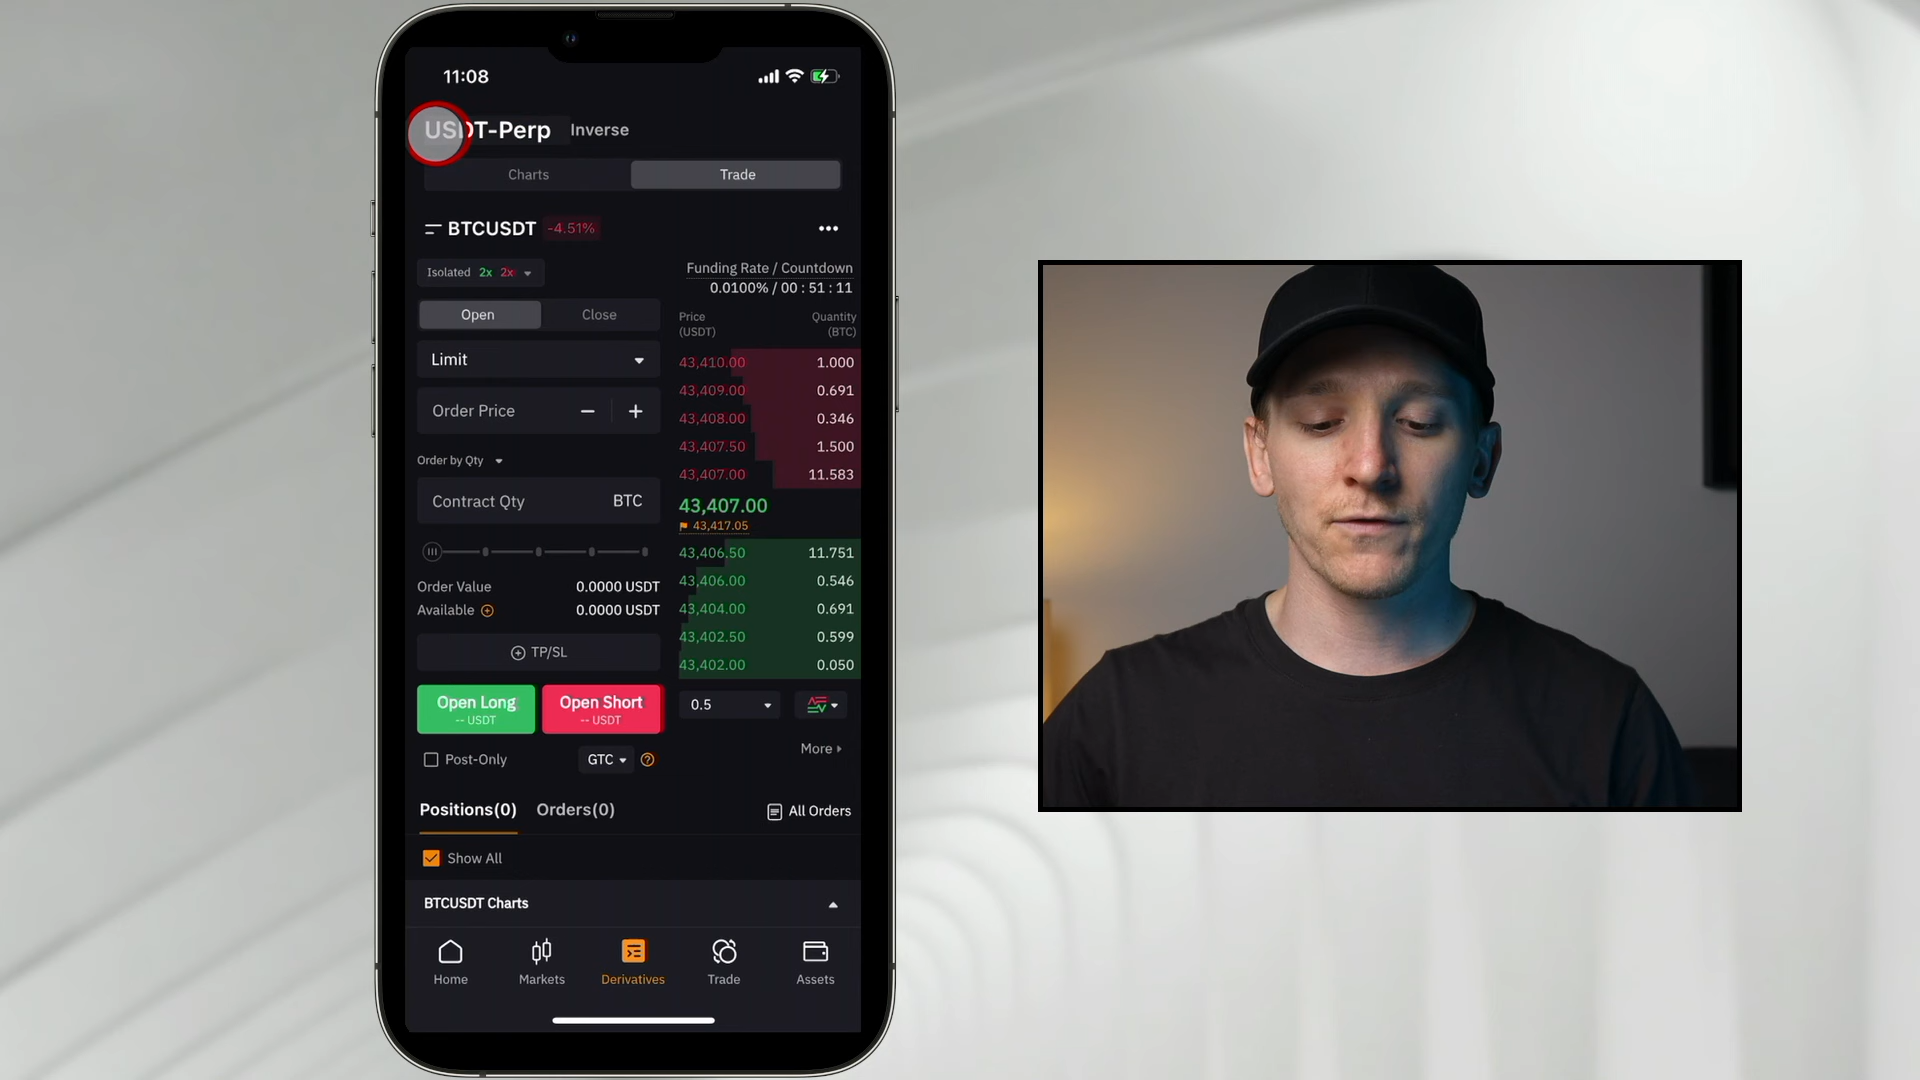 11:08
USDT-Perp Inverse
Charts Trade
BTCUSDT -4.51%
Isolated 2x 2x
Funding Rate / Countdown
0.0100% / 00 : 51 : 11
Open Close
Price Quantity
(USDT) (BTC)
Limit
Order Price
Order by Qty
Contract Qty BTC
43,410.00 1.000
43,409.00 0.691
43,408.00 0.346
43,407.50 1.500
43,407.00 11.583
43,407.00
43,417.05
43,406.50 11.751
43,406.00 0.546
43,404.00 0.691
43,402.50 0.599
43,402.00 0.050
Order Value 0.0000 USDT
Available 0.0000 USDT
TP/SL
Open Long
-- USDT
Open Short
-- USDT
0.5
More
Post-Only GTC
Positions(0) Orders(0) All Orders
Show All
BTCUSDT Charts
Home Markets Derivatives Trade Assets